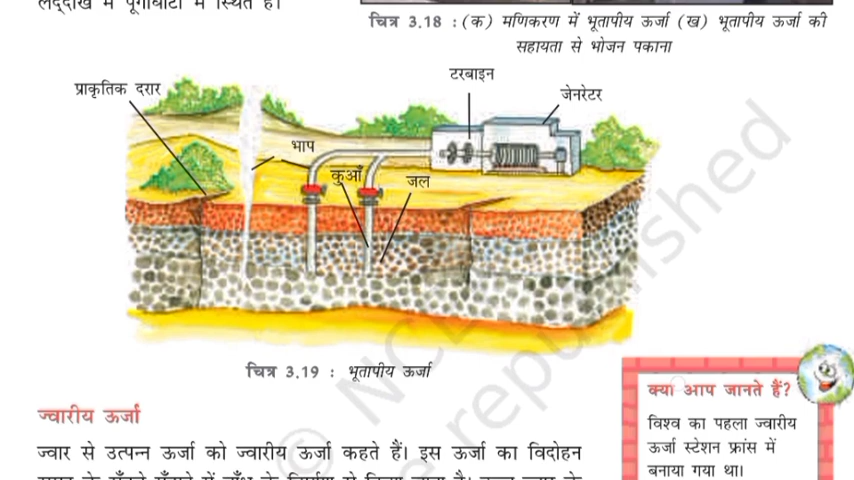 लद्दाख में पूगाघाटी में स्थित हैं।
चित्र 3.18 : (क) मणिकरण में भूतापीय ऊर्जा (ख) भूतापीय ऊर्जा की
सहायता से भोजन पकाना
टरबाइन
प्राकृतिक दरार
जेनरेटर
भाप
कुआँ
जल
चित्र 3.19 : भूतापीय ऊर्जा
क्या आप जानते हैं?
विश्व का पहला ज्वारीय
ऊर्जा स्टेशन फ्रांस में
बनाया गया था।
ज्वारीय ऊर्जा
ज्वार से उत्पन्न ऊर्जा को ज्वारीय ऊर्जा कहते हैं। इस ऊर्जा का विदोहन